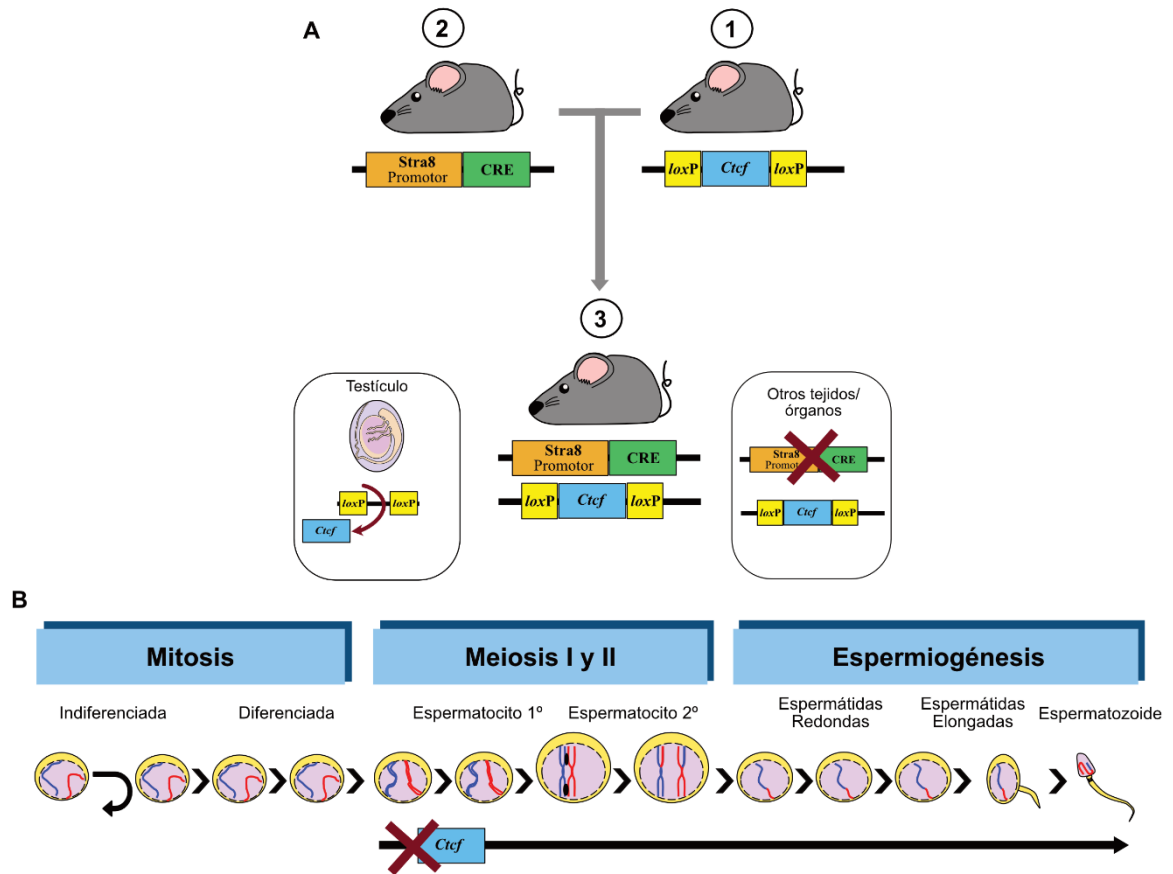 A
2
1
Stra8
Promotor
CRE
loxP
Ctcf
loxP
3
Testículo
loxP
loxP
Ctcf
Stra8
Promotor
CRE
loxP
Ctcf
loxP
Otros tejidos/
órganos
Stra8
Promotor
CRE
loxP
Ctcf
loxP
B
Mitosis
Meiosis I y II
Espermiogénesis
Indiferenciada
Diferenciada
Espermatocito 1º
Espermatocito 2º
Espermátidas
Redondas
Espermátidas
Elongadas
Espermatozoide
Ctcf